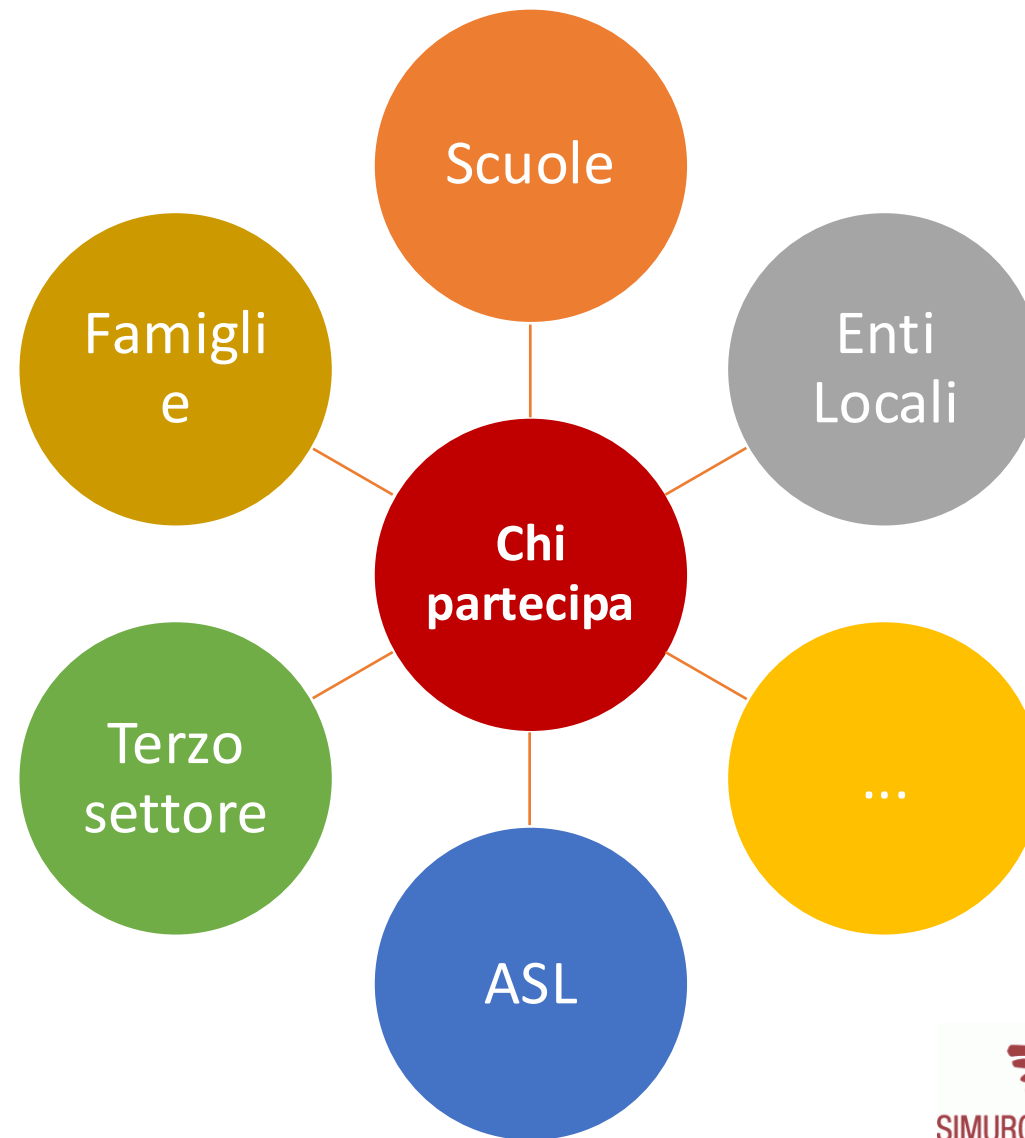 Scuole
Famigli
e
Enti
Locali
Chi
partecipa
Terzo
settore
...
ASL